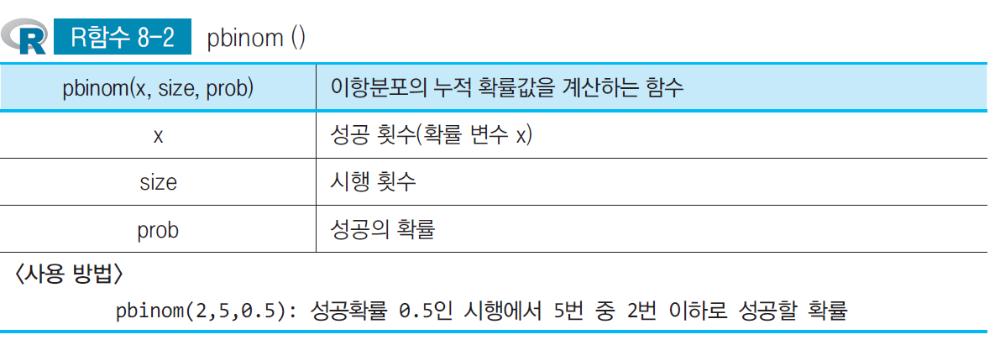 R R함수 8-2 pbinom ()
pbinom(x, size, prob) 이항분포의 누적 확률값을 계산하는 함수
x 성공 횟수(확률 변수 x)
size 시행 횟수
prob 성공의 확률
〈사용 방법〉
pbinom(2,5,0.5): 성공확률 0.5인 시행에서 5번 중 2번 이하로 성공할 확률